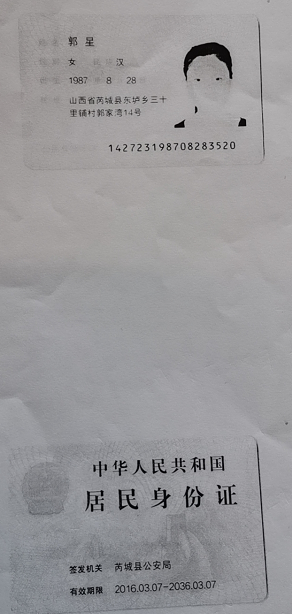 姓名 郭星
女 汉
1987 8 28
山西省芮城县东垆乡三十
里铺村郭家湾14号
142723198708283520
中华人民共和国
居民身份证
签发机关 芮城县公安局
有效期限 2016.03.07-2036.03.07